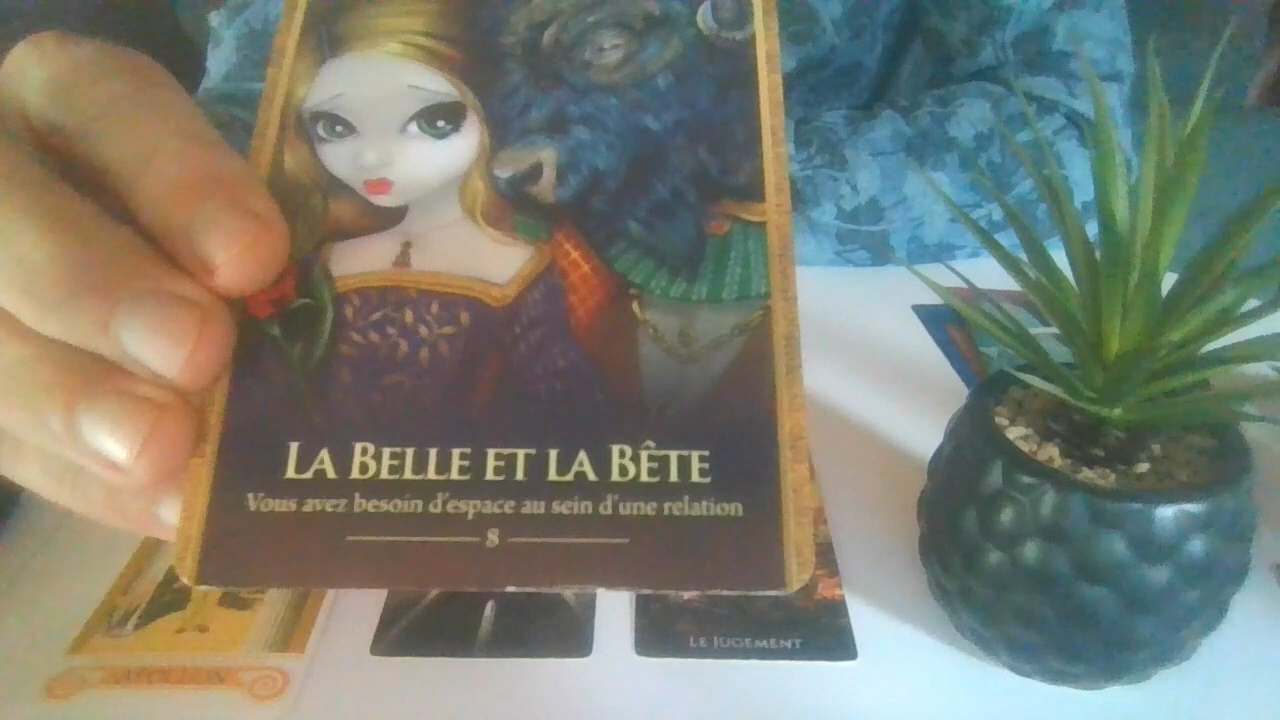 LA BELLE ET LA BÊTE
Vous avez besoin d'espace au sein d'une relation
8
LE JUGEMENT